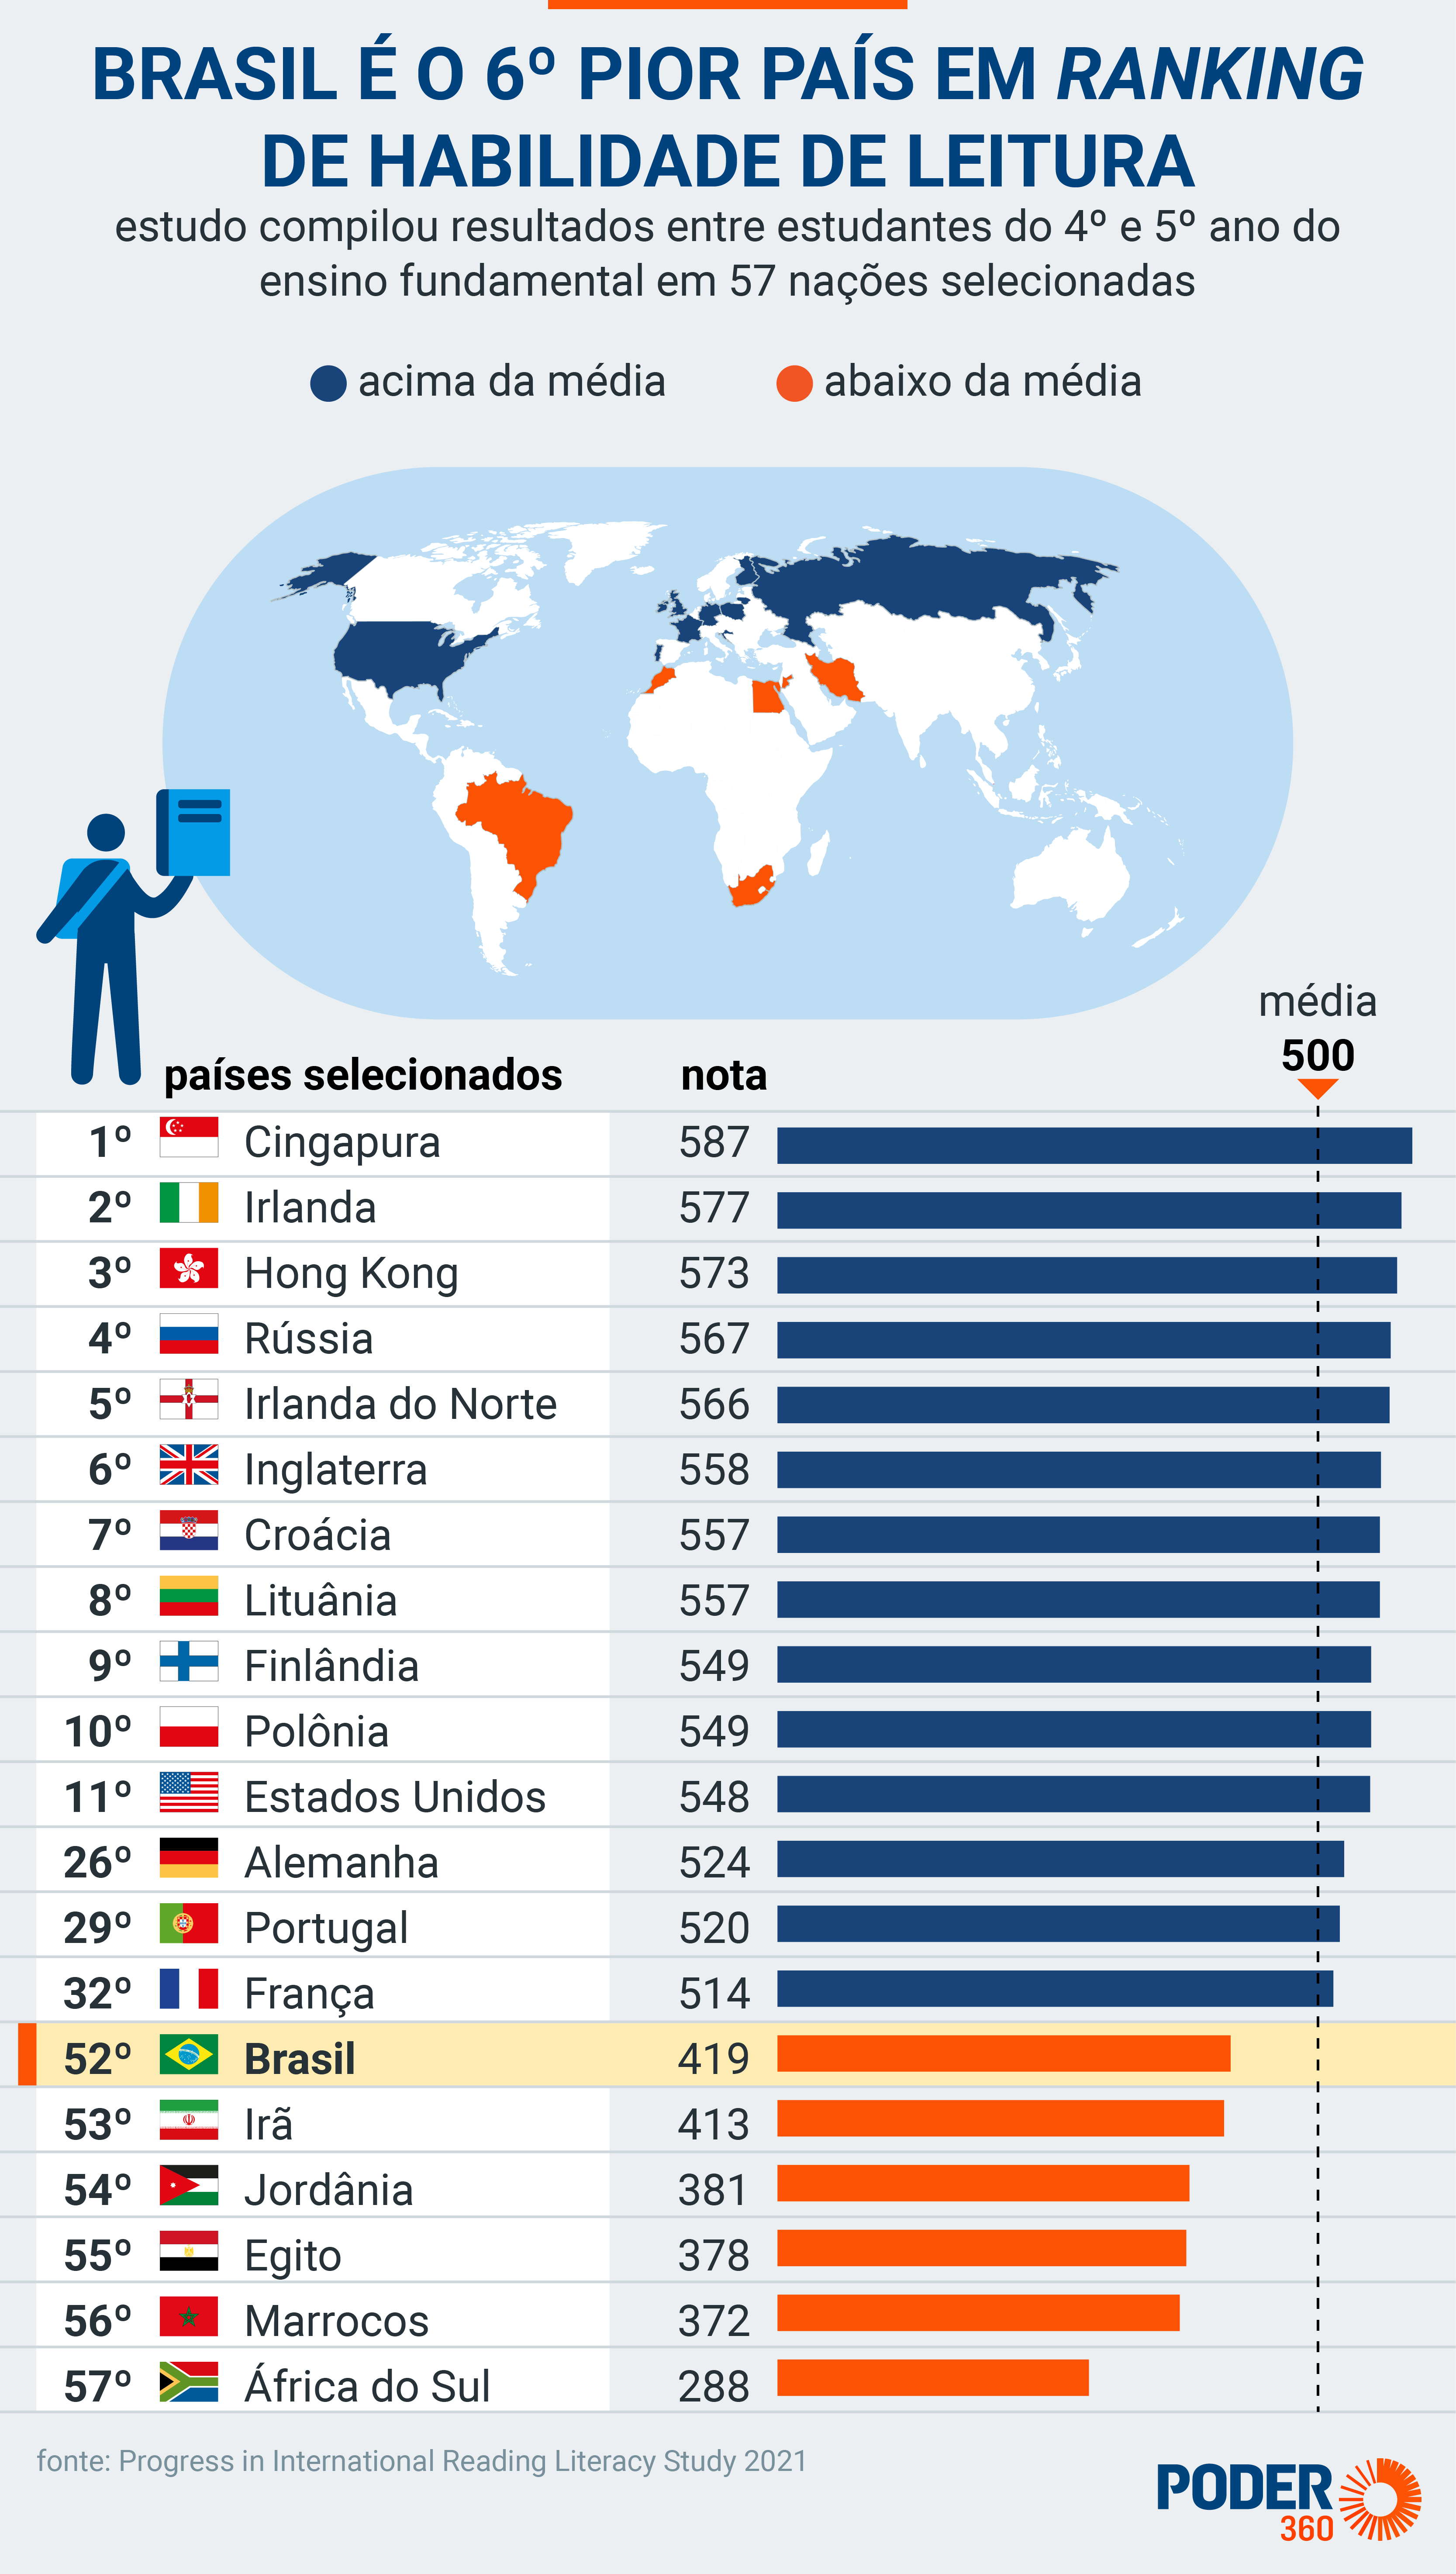 BRASIL É O 6º PIOR PAÍS EM RANKING
DE HABILIDADE DE LEITURA
estudo compilou resultados entre estudantes do 4º e 5º ano do
ensino fundamental em 57 nações selecionadas
acima da média abaixo da média
média
500
países selecionados nota
1º Cingapura 587
2º Irlanda 577
3º Hong Kong 573
4º Rússia 567
5º Irlanda do Norte 566
6º Inglaterra 558
7º Croácia 557
8º Lituânia 557
9º Finlândia 549
10º Polônia 549
11º Estados Unidos 548
26º Alemanha 524
29º Portugal 520
32º França 514
52º Brasil 419
53º Irã 413
54º Jordânia 381
55º Egito 378
56º Marrocos 372
57º África do Sul 288
fonte: Progress in International Reading Literacy Study 2021
PODER
360